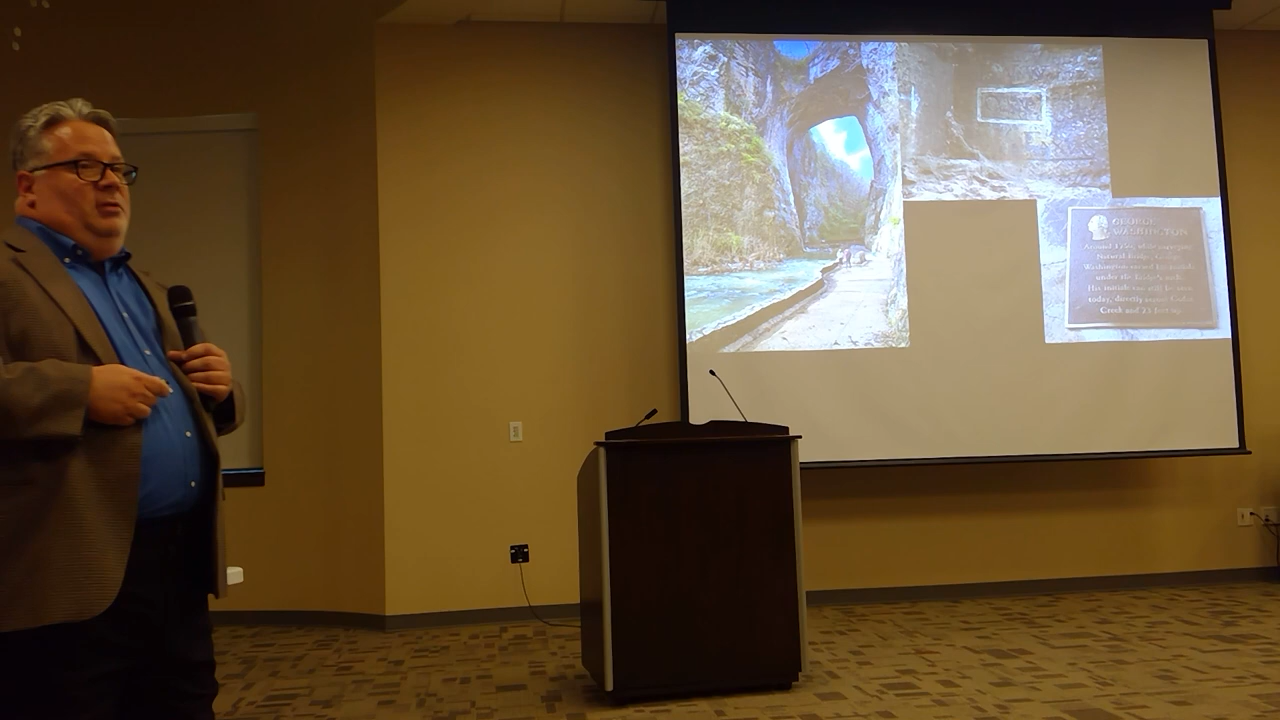 GEORGE
WASHINGTON
Around 1750, while surveying
Natural Bridge, George
Washington carved his initials
under the bridge's arch.
His initials can still be seen
today, directly across Cedar
Creek and 23 feet up.